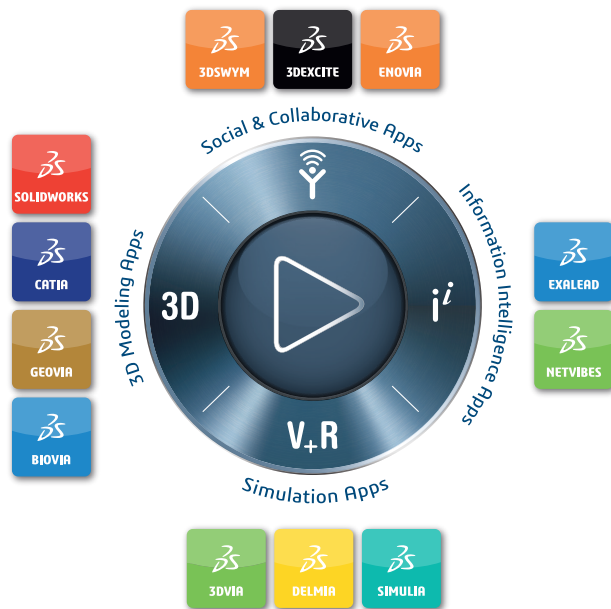 3DSWYM
3DEXCITE
ENOVIA
Social & Collaborative Apps
SOLIDWORKS
CATIA
GEOVIA
BIOVIA
3D Modeling Apps
3D
i i
Information Intelligence Apps
EXALEAD
NETVIBES
V+R
Simulation Apps
3DVIA
DELMIA
SIMULIA